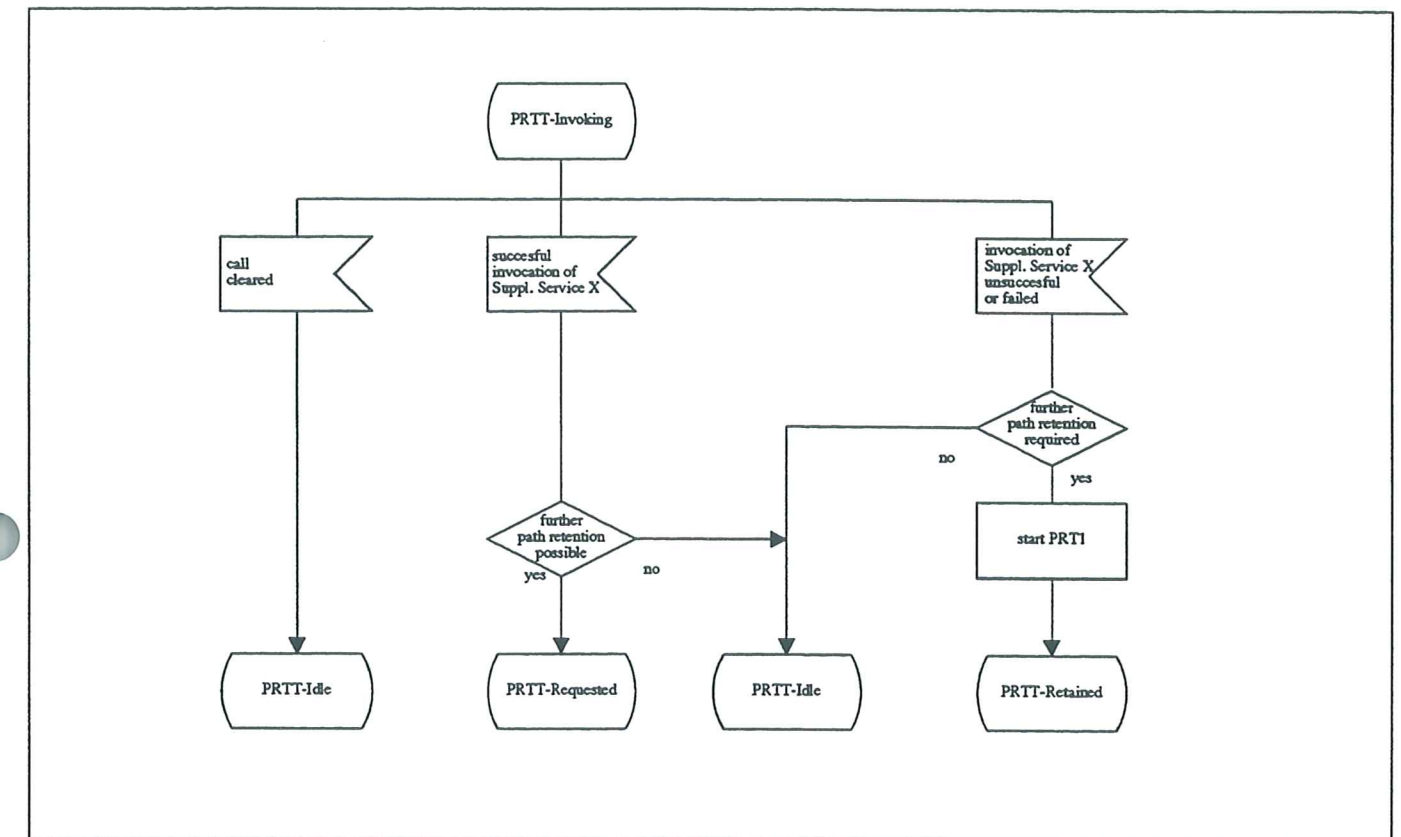 PRTT-Invoking
call
cleared
succesful
invocation of
Suppl. Service X
invocation of
Suppl. Service X
unsuccesful
or failed
further
path retention
required
no
yes
further
path retention
possible
yes
no
start PRT1
PRTT-Idle
PRTT-Requested
PRTT-Idle
PRTT-Retained